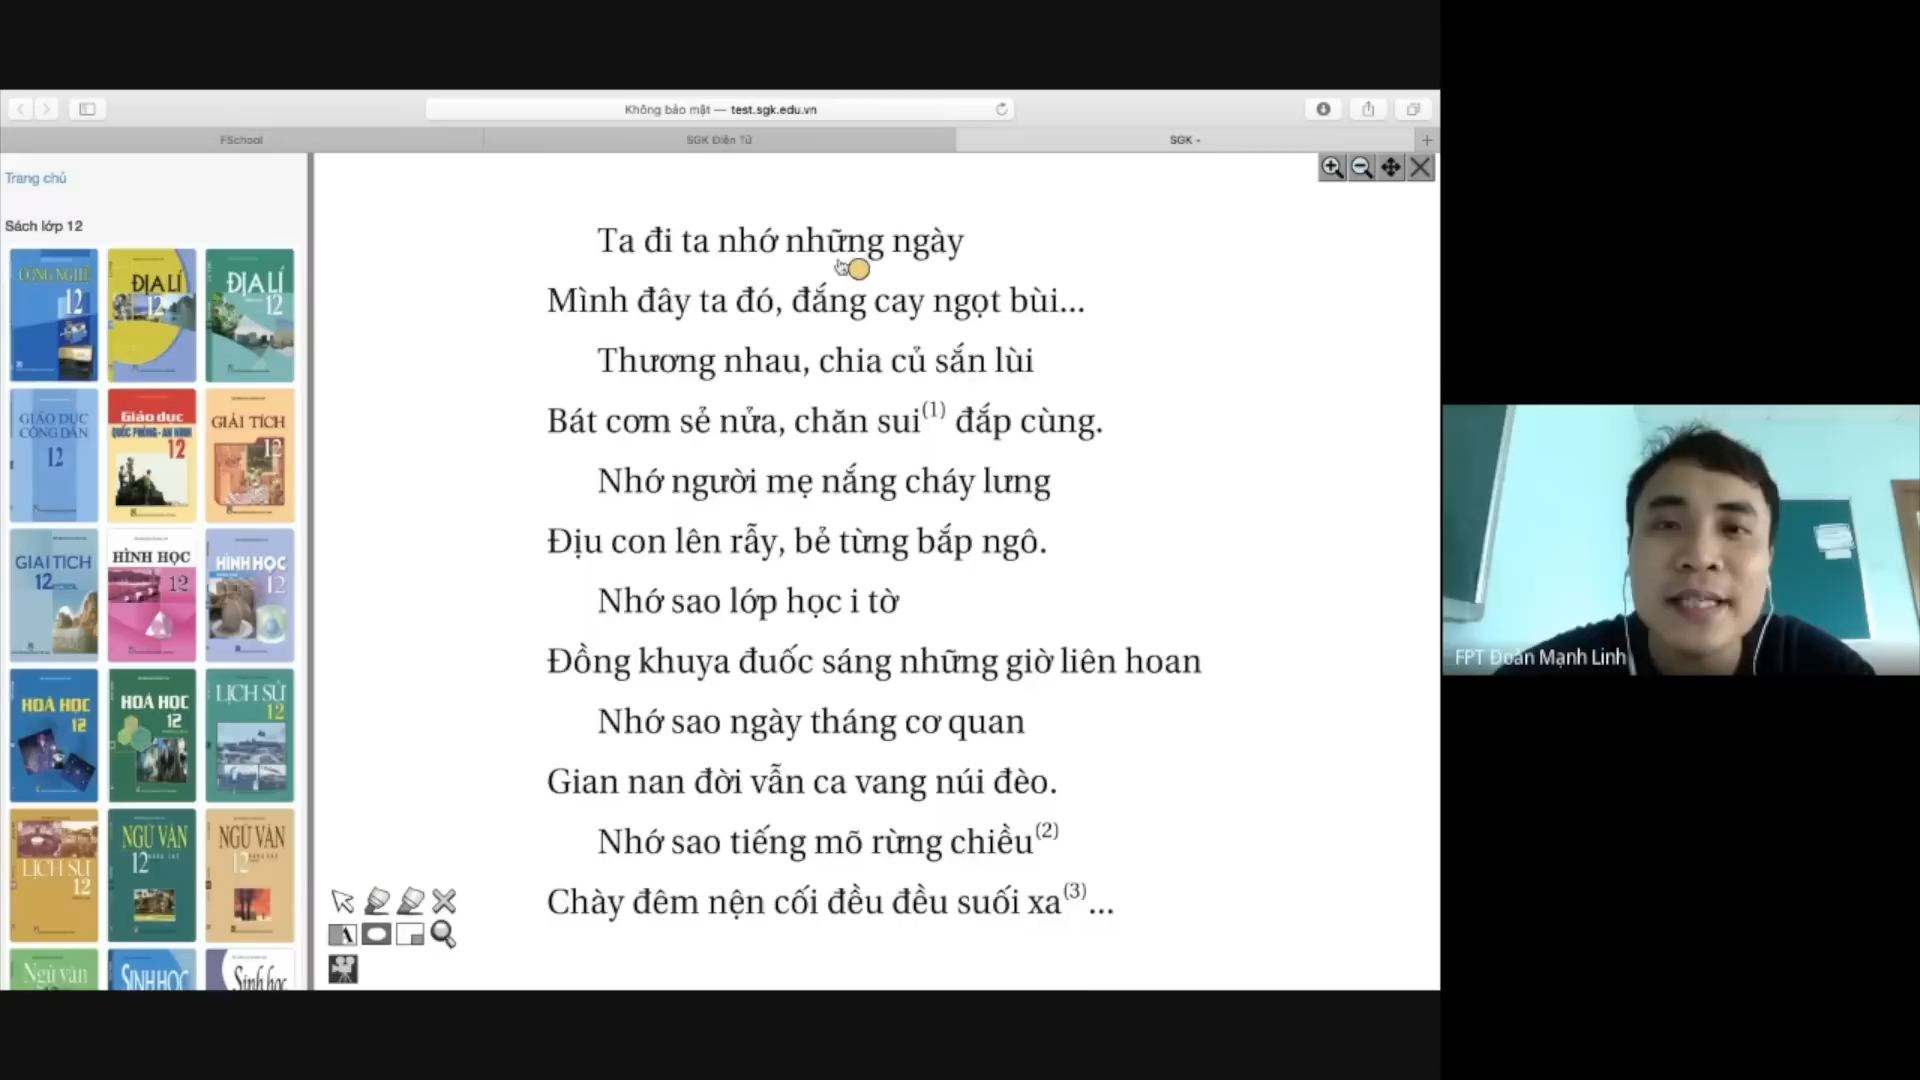 Không bảo mật — test.sgk.edu.vn
FSchool
SGK Điện Tử
SGK -
Trang chủ
Sách lớp 12
CÔNG NGHỆ 12
ĐỊA LÍ 12
ĐỊA LÍ 12
GIÁO DỤC CÔNG DÂN 12
Giáo dục QUỐC PHÒNG - AN NINH 12
GIẢI TÍCH 12
GIẢI TÍCH 12
HÌNH HỌC 12
HÌNH HỌC 12
HOÁ HỌC 12
HOÁ HỌC 12
LỊCH SỬ 12
LỊCH SỬ 12
NGỮ VĂN 12
NGỮ VĂN 12
Ngữ văn
SINH HỌC
Sinh học
Ta đi ta nhớ những ngày
Mình đây ta đó, đắng cay ngọt bùi...
Thương nhau, chia củ sắn lùi
Bát cơm sẻ nửa, chăn sui(1) đắp cùng.
Nhớ người mẹ nắng cháy lưng
Địu con lên rẫy, bẻ từng bắp ngô.
Nhớ sao lớp học i tờ
Đồng khuya đuốc sáng những giờ liên hoan
Nhớ sao ngày tháng cơ quan
Gian nan đời vẫn ca vang núi đèo.
Nhớ sao tiếng mõ rừng chiều(2)
Chày đêm nện cối đều đều suối xa(3)...
FPT Đoàn Mạnh Linh